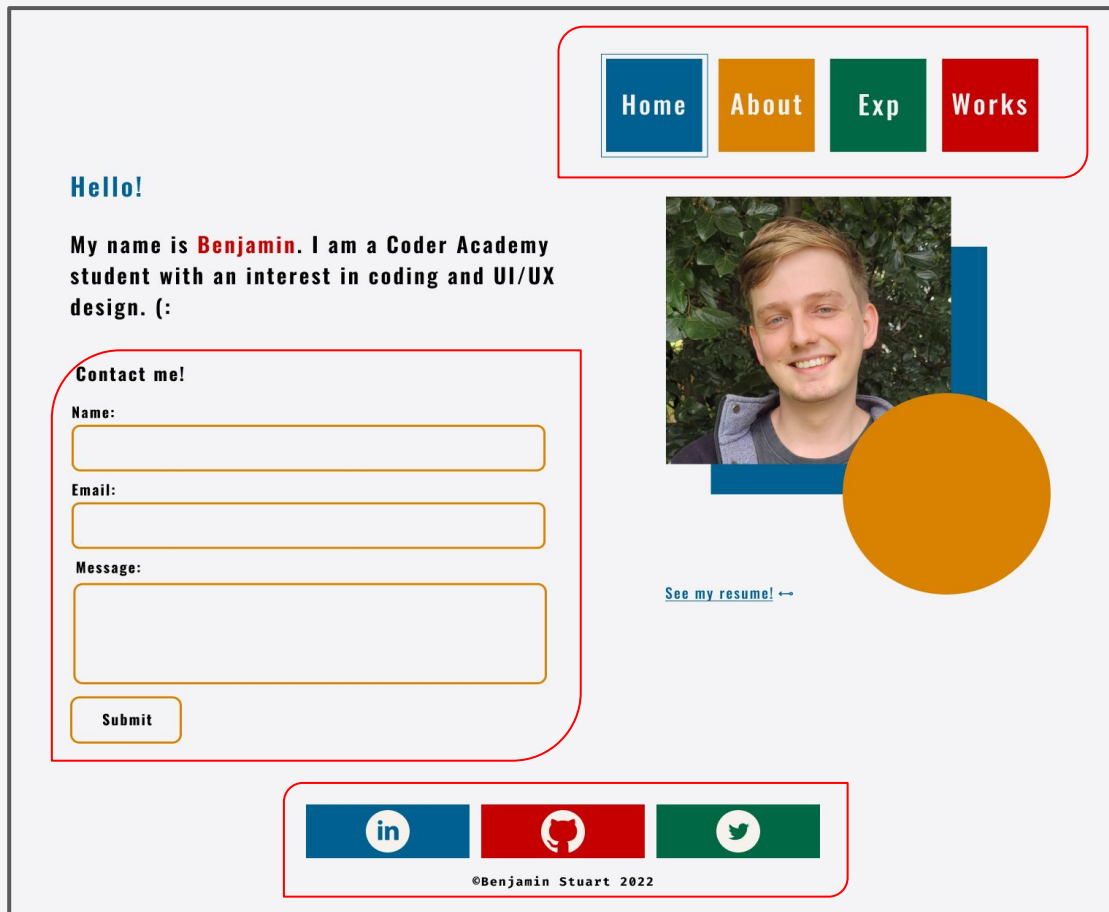 Home About Exp Works
Hello!
My name is Benjamin. I am a Coder Academy
student with an interest in coding and UI/UX
design. (:
Contact me!
Name:
Email:
Message:
Submit
See my resume!
in
©Benjamin Stuart 2022